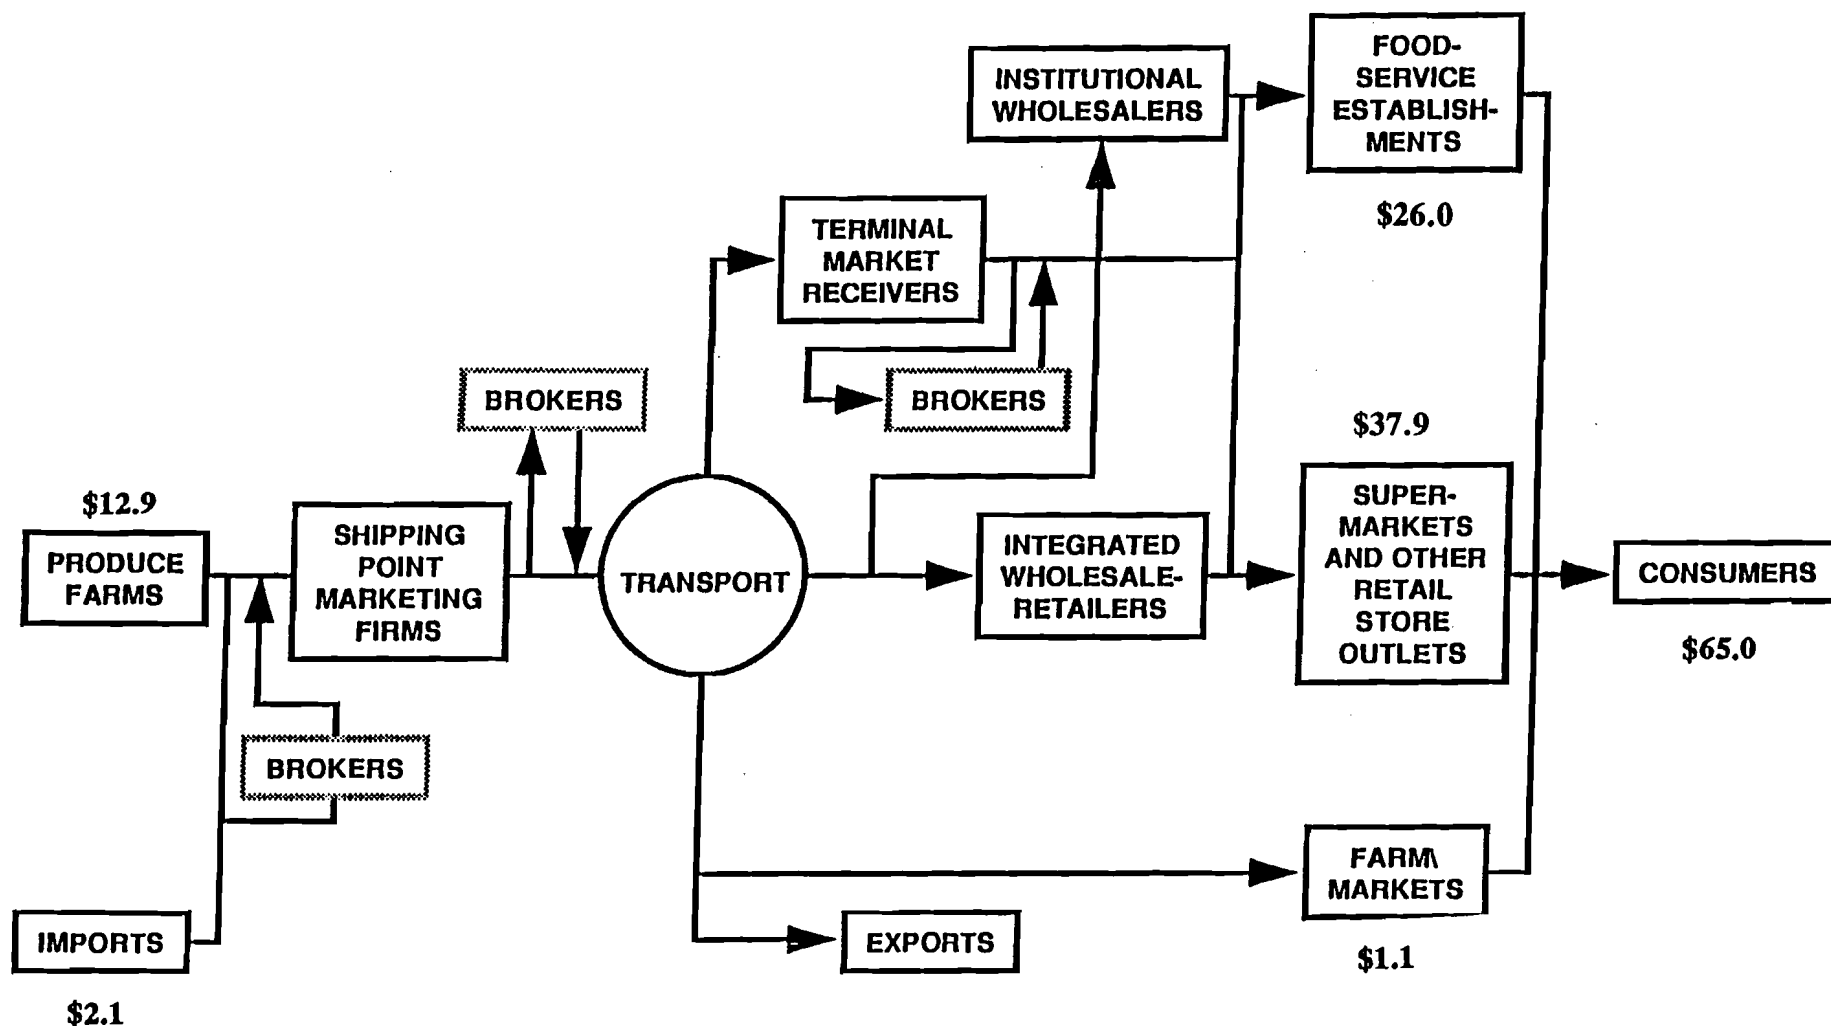 INSTITUTIONAL
WHOLESALERS
FOOD-
SERVICE
ESTABLISH-
MENTS
$26.0
TERMINAL
MARKET
RECEIVERS
BROKERS
BROKERS
$37.9
$12.9
PRODUCE
FARMS
SHIPPING
POINT
MARKETING
FIRMS
TRANSPORT
INTEGRATED
WHOLESALE-
RETAILERS
SUPER-
MARKETS
AND OTHER
RETAIL
STORE
OUTLETS
CONSUMERS
$65.0
BROKERS
FARM\
MARKETS
$1.1
IMPORTS
$2.1
EXPORTS